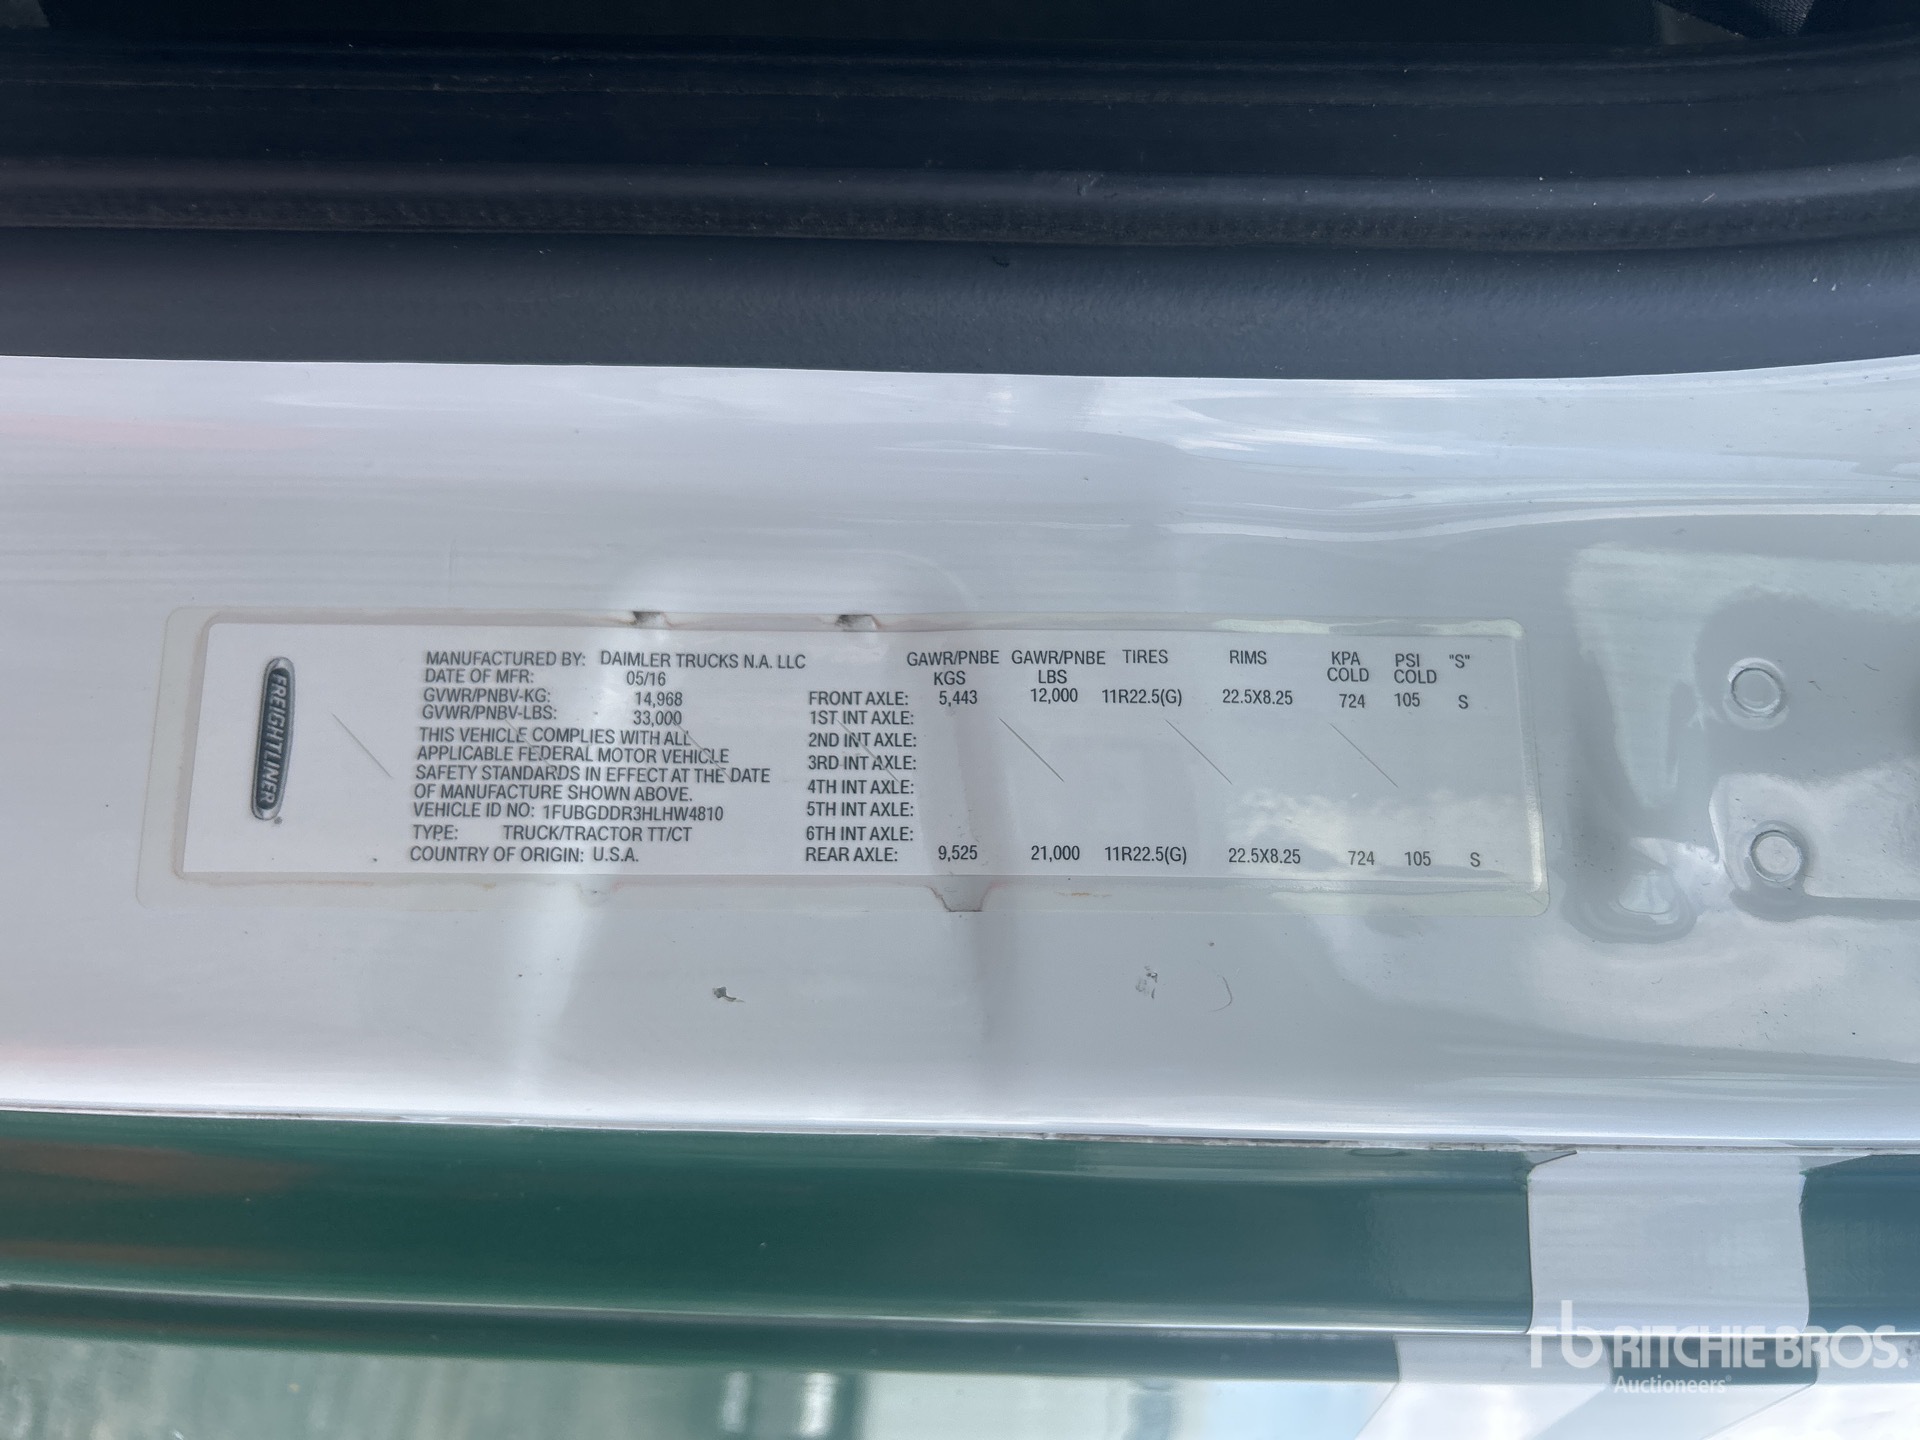 FREIGHTLINER
MANUFACTURED BY: DAIMLER TRUCKS N.A. LLC
DATE OF MFR: 05/16
GVWR/PNBV-KG: 14,968
GVWR/PNBV-LBS: 33,000
THIS VEHICLE COMPLIES WITH ALL
APPLICABLE FEDERAL MOTOR VEHICLE
SAFETY STANDARDS IN EFFECT AT THE DATE
OF MANUFACTURE SHOWN ABOVE.
VEHICLE ID NO: 1FUBGDDR3HLHW4810
TYPE: TRUCK/TRACTOR TT/CT
COUNTRY OF ORIGIN: U.S.A.
GAWR/PNBE KGS GAWR/PNBE LBS TIRES RIMS KPA COLD PSI COLD "S"
FRONT AXLE: 5,443 12,000 11R22.5(G) 22.5X8.25 724 105 S
1ST INT AXLE:
2ND INT AXLE:
3RD INT AXLE:
4TH INT AXLE:
5TH INT AXLE:
6TH INT AXLE:
REAR AXLE: 9,525 21,000 11R22.5(G) 22.5X8.25 724 105 S
rb RITCHIE BROS.
Auctioneers